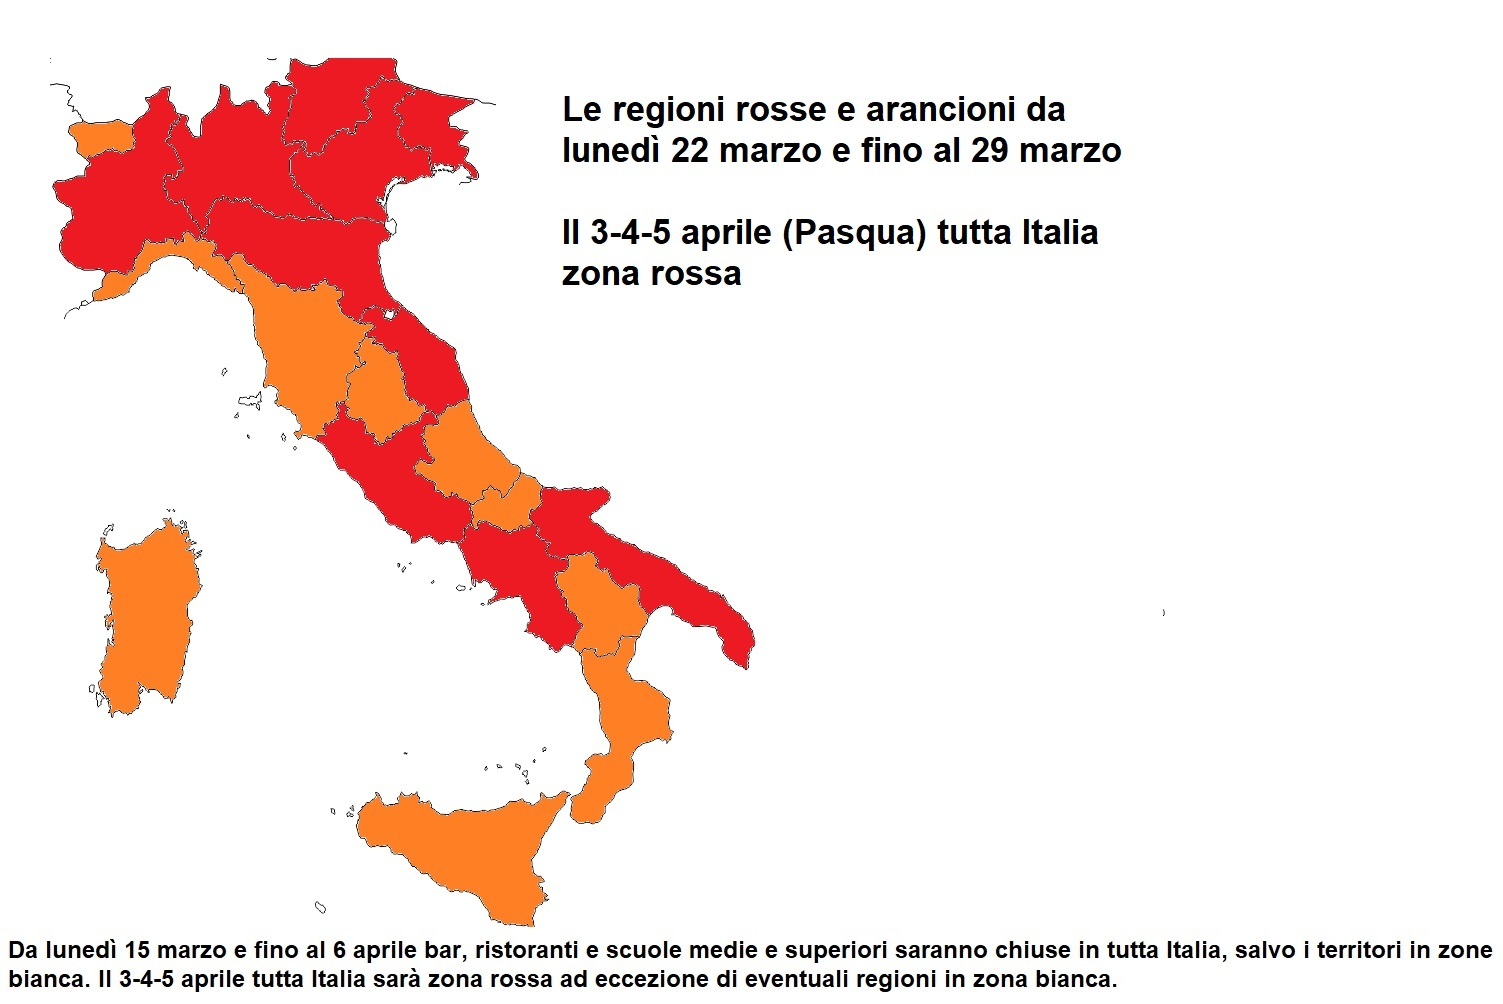 Le regioni rosse e arancioni da
lunedì 22 marzo e fino al 29 marzo
Il 3-4-5 aprile (Pasqua) tutta Italia
zona rossa
Da lunedì 15 marzo e fino al 6 aprile bar, ristoranti e scuole medie e superiori saranno chiuse in tutta Italia, salvo i territori in zone
bianca. Il 3-4-5 aprile tutta Italia sarà zona rossa ad eccezione di eventuali regioni in zona bianca.